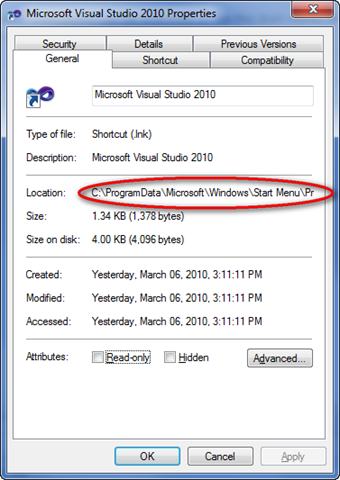 Microsoft Visual Studio 2010 Properties
Security Details Previous Versions
General Shortcut Compatibility
Microsoft Visual Studio 2010
Type of file: Shortcut (.lnk)
Description: Microsoft Visual Studio 2010
Location: C:\ProgramData\Microsoft\Windows\Start Menu\Pr
Size: 1.34 KB (1,378 bytes)
Size on disk: 4.00 KB (4,096 bytes)
Created: Yesterday, March 06, 2010, 3:11:11 PM
Modified: Yesterday, March 06, 2010, 3:11:11 PM
Accessed: Yesterday, March 06, 2010, 3:11:11 PM
Attributes: Read-only Hidden Advanced...
OK Cancel Apply